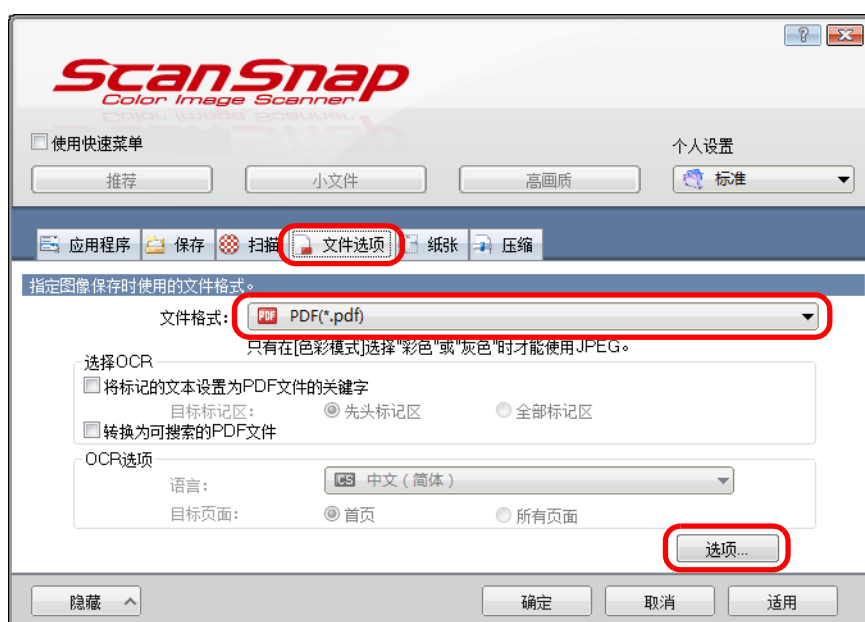 ScanSnap
Color Image Scanner
使用快速菜单
个人设置
推荐 小文件 高画质 标准
应用程序 保存 扫描 文件选项 纸张 压缩
指定图像保存时使用的文件格式。
文件格式: PDF PDF(*.pdf)
只有在[色彩模式]选择"彩色"或"灰色"时才能使用JPEG。
选择OCR
将标记的文本设置为PDF文件的关键字
目标标记区: 先头标记区 全部标记区
转换为可搜索的PDF文件
OCR选项
语言: CS 中文(简体)
目标页面: 首页 所有页面
选项...
隐藏 确定 取消 适用